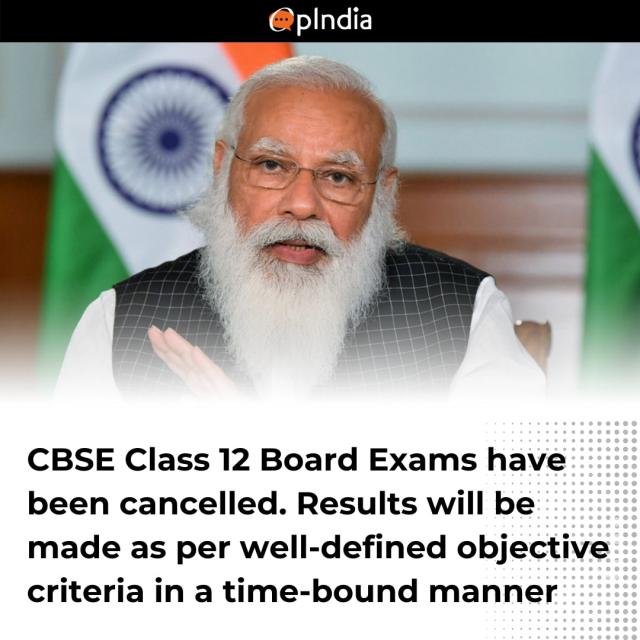 OpIndia
CBSE Class 12 Board Exams have
been cancelled. Results will be
made as per well-defined objective
criteria in a time-bound manner